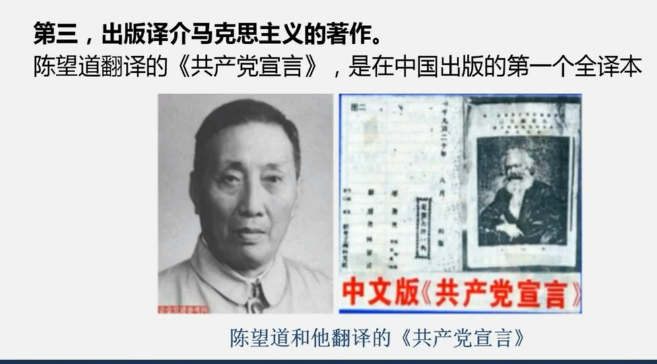 第三，出版译介马克思主义的著作。
陈望道翻译的《共产党宣言》，是在中国出版的第一个全译本
图二
中文版《共产党宣言》
陈望道和他翻译的《共产党宣言》